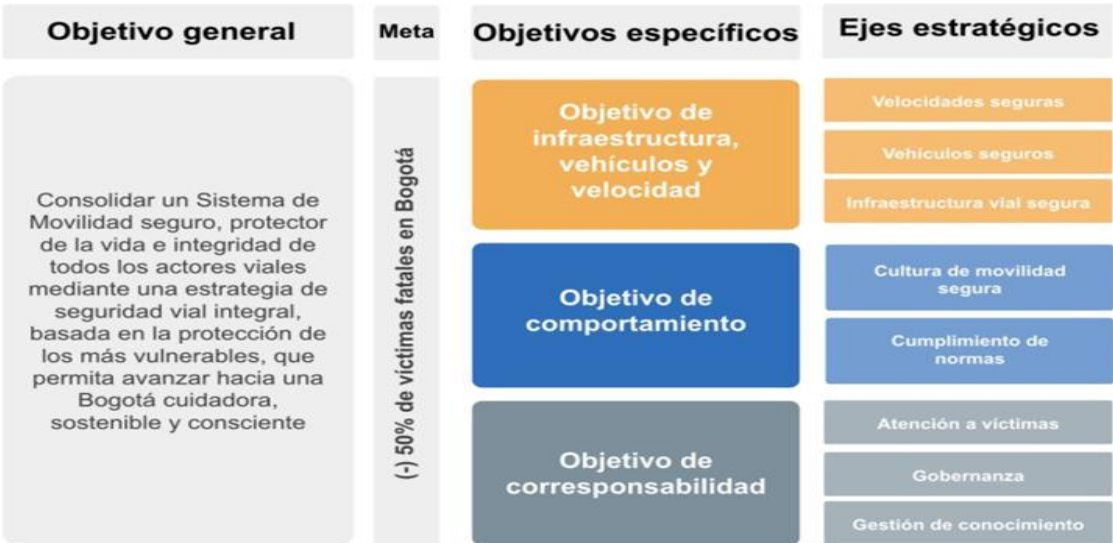 Objetivo general
Meta
Objetivos específicos
Ejes estratégicos
Consolidar un Sistema de
Movilidad seguro, protector
de la vida e integridad de
todos los actores viales
mediante una estrategia de
seguridad vial integral,
basada en la protección de
los más vulnerables, que
permita avanzar hacia una
Bogotá cuidadora,
sostenible y consciente
(-) 50% de víctimas fatales en Bogotá
Objetivo de
infraestructura,
vehículos y
velocidad
Velocidades seguras
Vehículos seguros
Infraestructura vial segura
Objetivo de
comportamiento
Cultura de movilidad
segura
Cumplimiento de
normas
Objetivo de
corresponsabilidad
Atención a víctimas
Gobernanza
Gestión de conocimiento